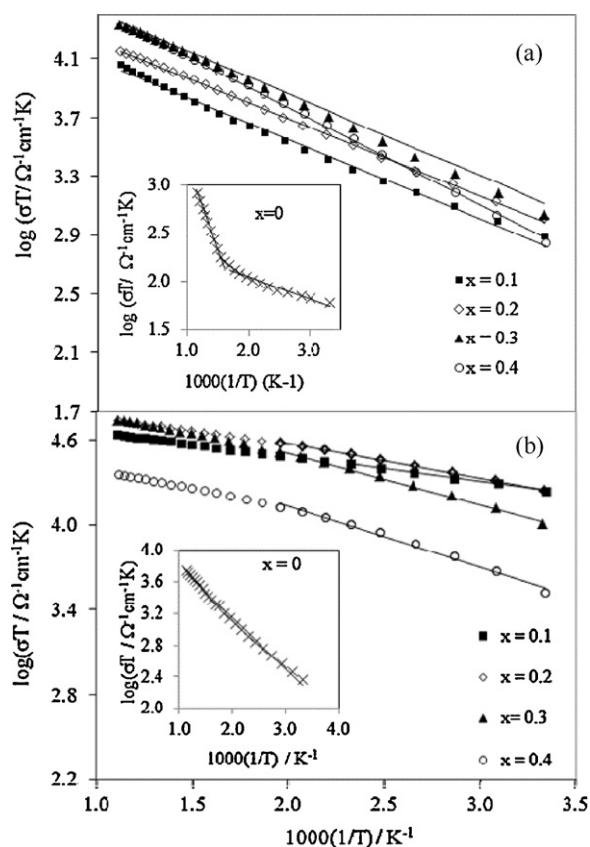 (a)
4.1
3.7
3.3
2.9
2.5
2.1
1.7
log (σT/ Ω⁻¹cm⁻¹K)
x=0
3.0
2.5
2.0
1.5
log (σT/ Ω⁻¹cm⁻¹K)
1.0 2.0 3.0
1000(1/T) (K-1)
x = 0.1
x = 0.2
x = 0.3
x = 0.4
(b)
4.6
4.0
3.4
2.8
2.2
log(σT / Ω⁻¹cm⁻¹K)
x = 0
4.0
3.6
3.2
2.8
2.4
2.0
log(σT / Ω⁻¹cm⁻¹K)
1.0 2.0 3.0 4.0
1000(1/T) / K⁻¹
x = 0.1
x = 0.2
x= 0.3
x = 0.4
1.0 1.5 2.0 2.5 3.0 3.5
1000(1/T) / K⁻¹